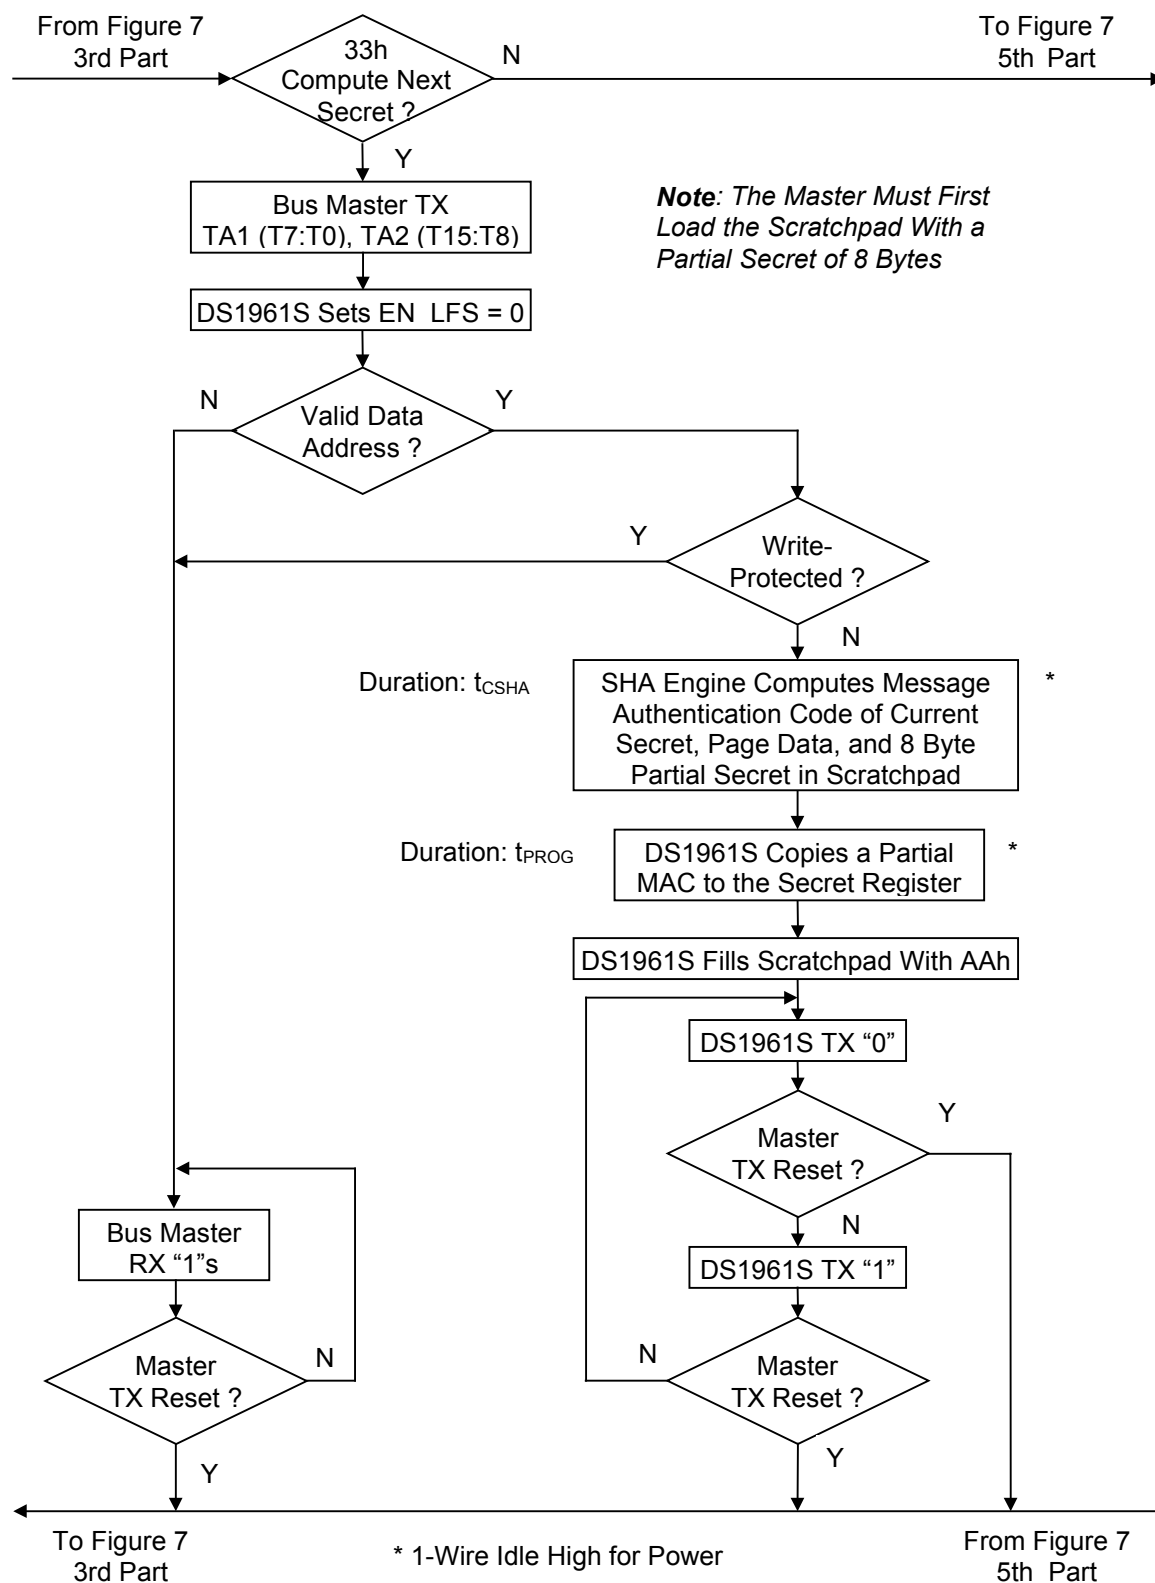 From Figure 7
3rd Part
33h
Compute Next
Secret ?
N
To Figure 7
5th Part
Y
Bus Master TX
TA1 (T7:T0), TA2 (T15:T8)
Note: The Master Must First
Load the Scratchpad With a
Partial Secret of 8 Bytes
DS1961S Sets EN LFS = 0
N
Y
Valid Data
Address ?
Y
Write-
Protected ?
N
Duration: tCSHA
SHA Engine Computes Message
Authentication Code of Current
Secret, Page Data, and 8 Byte
Partial Secret in Scratchpad
*
Duration: tPROG
DS1961S Copies a Partial
MAC to the Secret Register
*
DS1961S Fills Scratchpad With AAh
DS1961S TX “0”
Y
Master
TX Reset ?
N
Bus Master
RX “1”s
DS1961S TX “1”
N
Master
TX Reset ?
N
Master
TX Reset ?
Y
Y
To Figure 7
3rd Part
* 1-Wire Idle High for Power
From Figure 7
5th Part